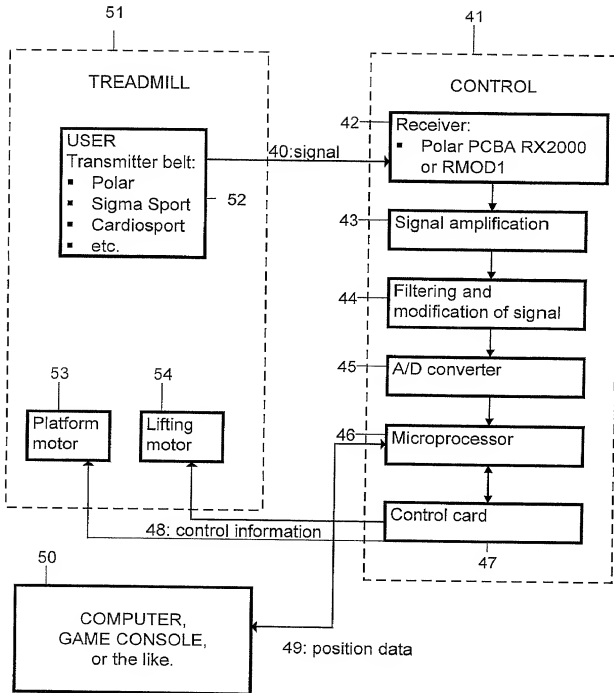 51
41
TREADMILL
CONTROL
USER
Transmitter belt:
▪ Polar
▪ Sigma Sport
▪ Cardiosport
▪ etc.
52
40:signal
42
Receiver:
▪ Polar PCBA RX2000
or RMOD1
43
Signal amplification
44
Filtering and
modification of signal
45
A/D converter
53
54
Platform
motor
Lifting
motor
46
Microprocessor
Control card
47
48: control information
50
COMPUTER,
GAME CONSOLE,
or the like.
49: position data